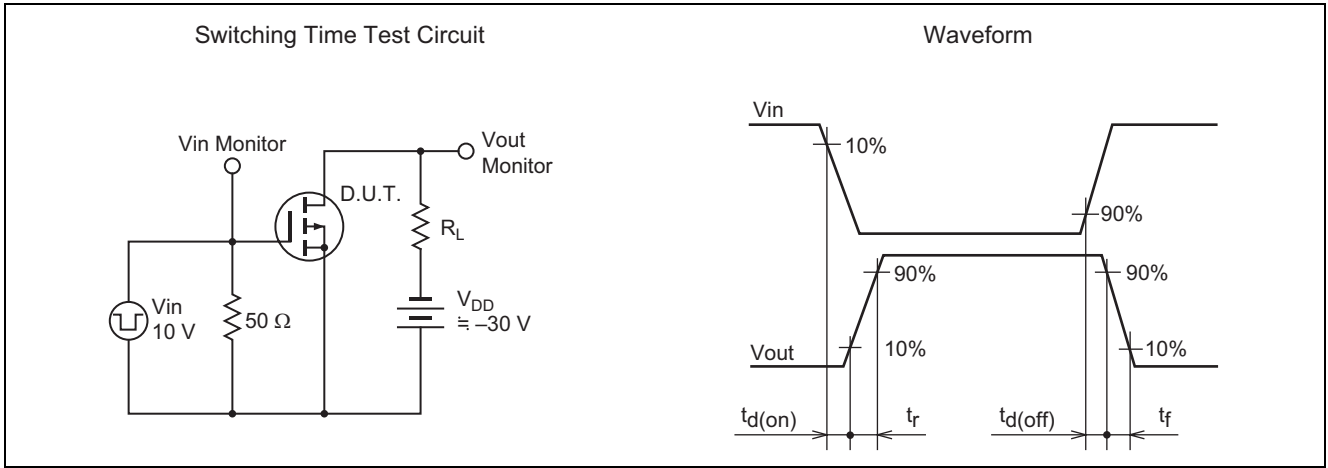 Switching Time Test Circuit
Waveform
Vin Monitor
Vout
Monitor
D.U.T.
RL
Vin
10 V
50 Ω
VDD
≒ –30 V
Vin
10%
90%
90%
90%
Vout
10%
10%
td(on)
tr
td(off)
tf